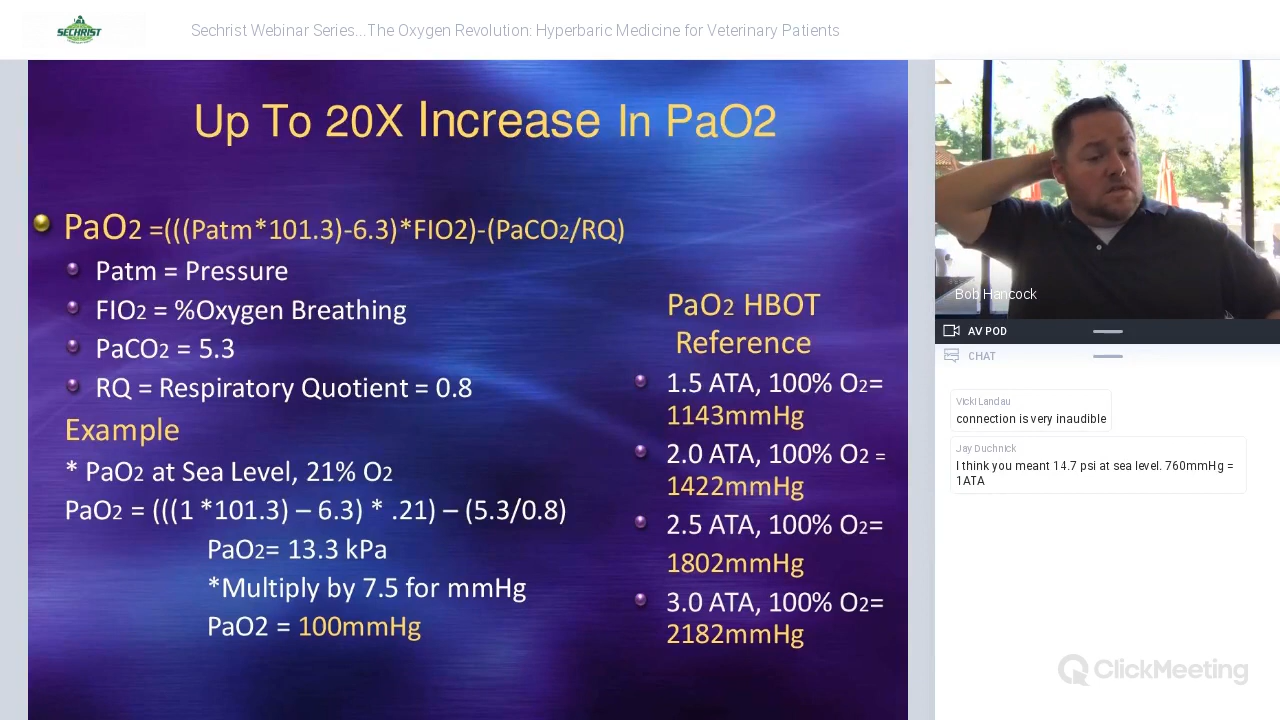 SECHRIST
Sechrist Webinar Series...The Oxygen Revolution: Hyperbaric Medicine for Veterinary Patients
Up To 20X Increase In PaO2
PaO2 =(((Patm*101.3)-6.3)*FIO2)-(PaCO2/RQ)
Patm = Pressure
FIO2 = %Oxygen Breathing
PaCO2 = 5.3
RQ = Respiratory Quotient = 0.8
Example
* PaO2 at Sea Level, 21% O2
PaO2 = (((1 *101.3) – 6.3) * .21) – (5.3/0.8)
PaO2= 13.3 kPa
*Multiply by 7.5 for mmHg
PaO2 = 100mmHg
PaO2 HBOT
Reference
1.5 ATA, 100% O2=
1143mmHg
2.0 ATA, 100% O2 =
1422mmHg
2.5 ATA, 100% O2=
1802mmHg
3.0 ATA, 100% O2=
2182mmHg
Bob Hancock
AV POD
CHAT
Vicki Landau
connection is very inaudible
Jay Duchnick
I think you meant 14.7 psi at sea level. 760mmHg =
1ATA
ClickMeeting